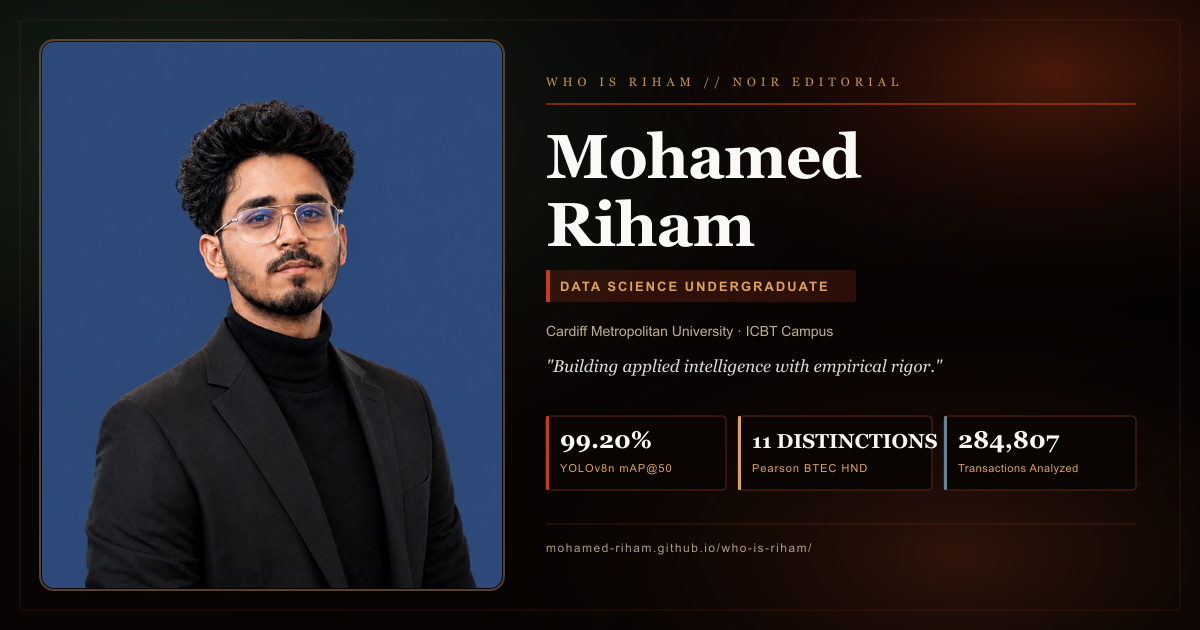 WHO IS RIHAM // NOIR EDITORIAL
Mohamed
Riham
DATA SCIENCE UNDERGRADUATE
Cardiff Metropolitan University · ICBT Campus
"Building applied intelligence with empirical rigor."
99.20%
YOLOv8n mAP@50
11 DISTINCTIONS
Pearson BTEC HND
284,807
Transactions Analyzed
mohamed-riham.github.io/who-is-riham/